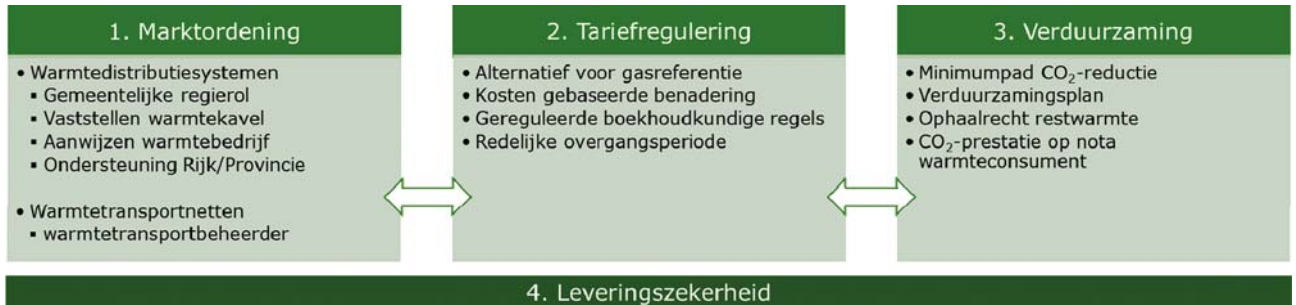 1. Marktordening
• Warmtedistributiesystemen
▪ Gemeentelijke regierol
▪ Vaststellen warmtekavel
▪ Aanwijzen warmtebedrijf
▪ Ondersteuning Rijk/Provincie
• Warmtetransportnetten
▪ warmtetransportbeheerder
2. Tariefregulering
• Alternatief voor gasreferentie
• Kosten gebaseerde benadering
• Gereguleerde boekhoudkundige regels
• Redelijke overgangsperiode
3. Verduurzaming
• Minimumpad CO₂-reductie
• Verduurzamingsplan
• Ophaalrecht restwarmte
• CO₂-prestatie op nota
warmteconsument
4. Leveringszekerheid